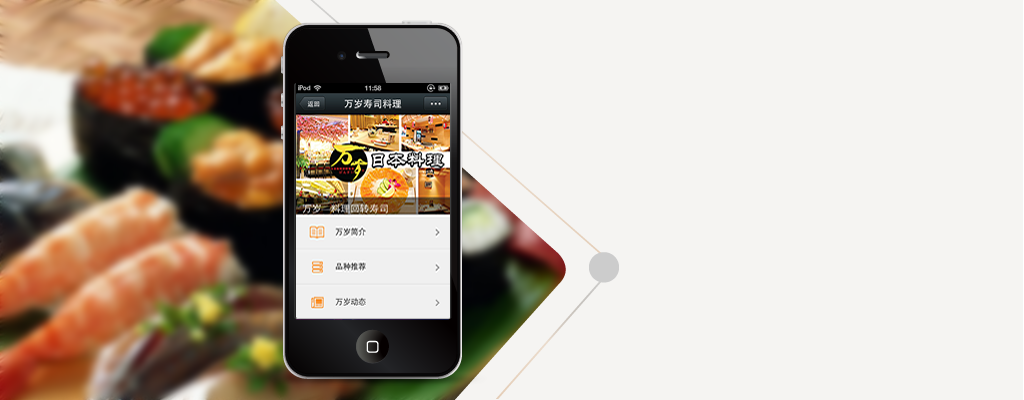 iPod 11:58
返回 万岁寿司料理
万岁 日本料理
万岁 料理回转寿司
万岁简介
品种推荐
万岁动态